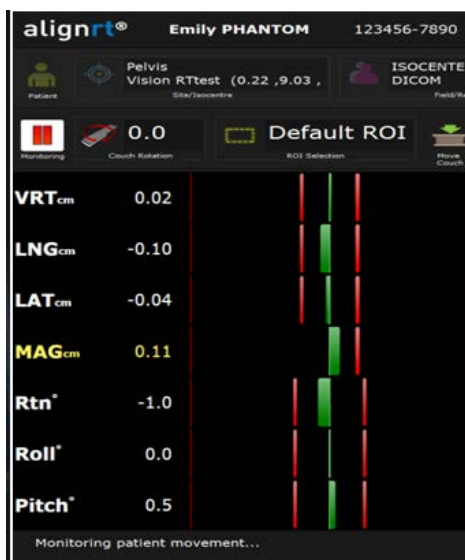 alignrt® Emily PHANTOM 123456-7890
Pelvis
Vision RTtest (0.22 ,9.03 ,
ISOCENTE
DICOM
Patient Site/Isocentre Field/Re
0.0 Default ROI
Monitoring Couch Rotation ROI Selection Move
Couch
VRTcm 0.02
LNGcm -0.10
LATcm -0.04
MAGcm 0.11
Rtn° -1.0
Roll° 0.0
Pitch° 0.5
Monitoring patient movement...